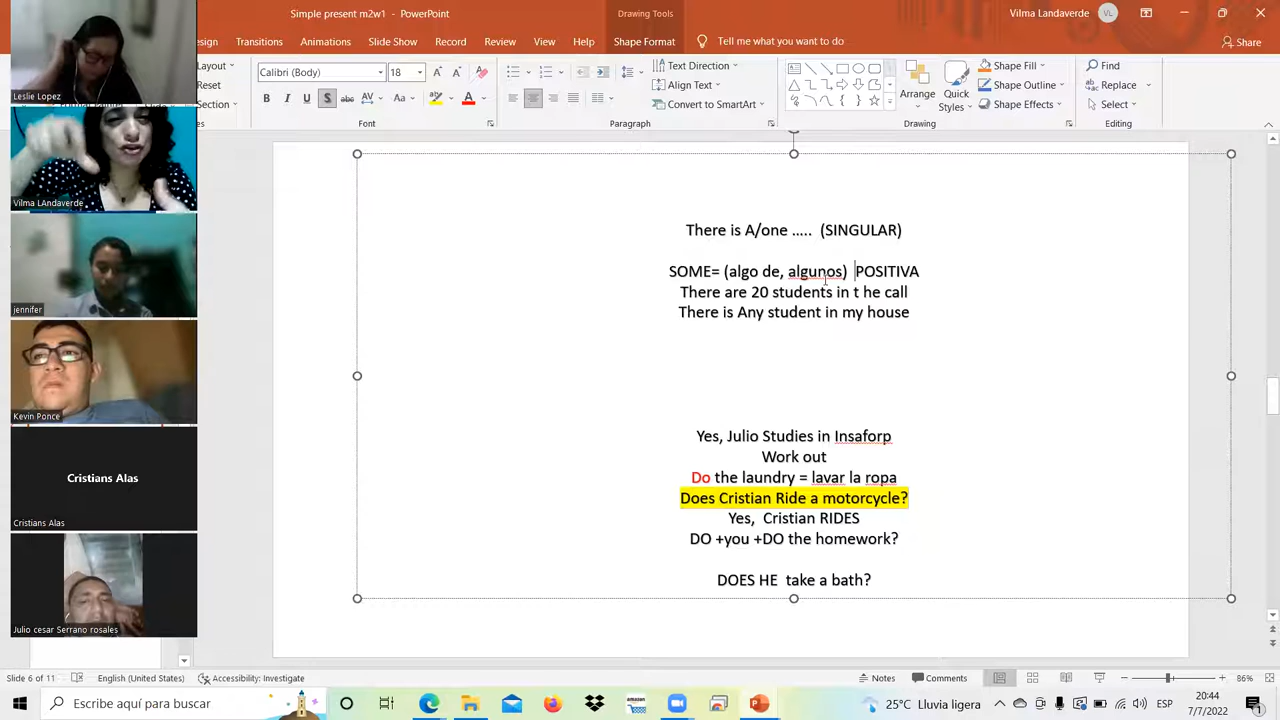 Presentation m2w1
Drawing Tools
Vilma Landaverde
VL
esign
Transitions
Animations
Slide Show
Record
Review
View
Help
Shape Format
Tell me what you want to do
Share
Layout
Reset
Section
Calibri (Body)
18
Font
Text Direction
Align Text
Convert to SmartArt
Paragraph
Arrange
Quick Styles
Shape Fill
Shape Outline
Shape Effects
Drawing
Find
Replace
Select
Editing
Leslie Lopez
Vilma LAndaverde
jennifer
Kevin Ponce
Cristians Alas
Cristians Alas
Julio cesar Serrano rosales
There is A/one ….. (SINGULAR)
SOME= (algo de, algunos) POSITIVA
There are 20 students in t he call
There is Any student in my house
Yes, Julio Studies in Insaforp
Work out
Do the laundry = lavar la ropa
Does Cristian Ride a motorcycle?
Yes, Cristian RIDES
DO +you +DO the homework?
DOES HE take a bath?
Slide 6 of 11
English (United States)
Accessibility: Investigate
Notes
Comments
86%
Escribe aquí para buscar
amazon
25°C Lluvia ligera
ESP
20:44
7/7/2022